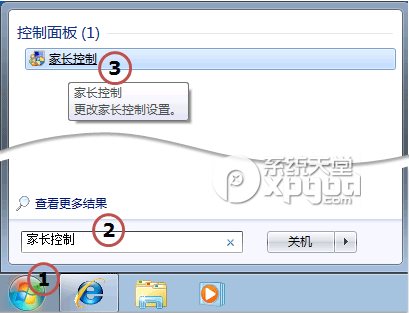 控制面板 (1)
家长控制
3
家长控制
更改家长控制设置。
系统天堂
xpgod
查看更多结果
2
家长控制
×
关机
1